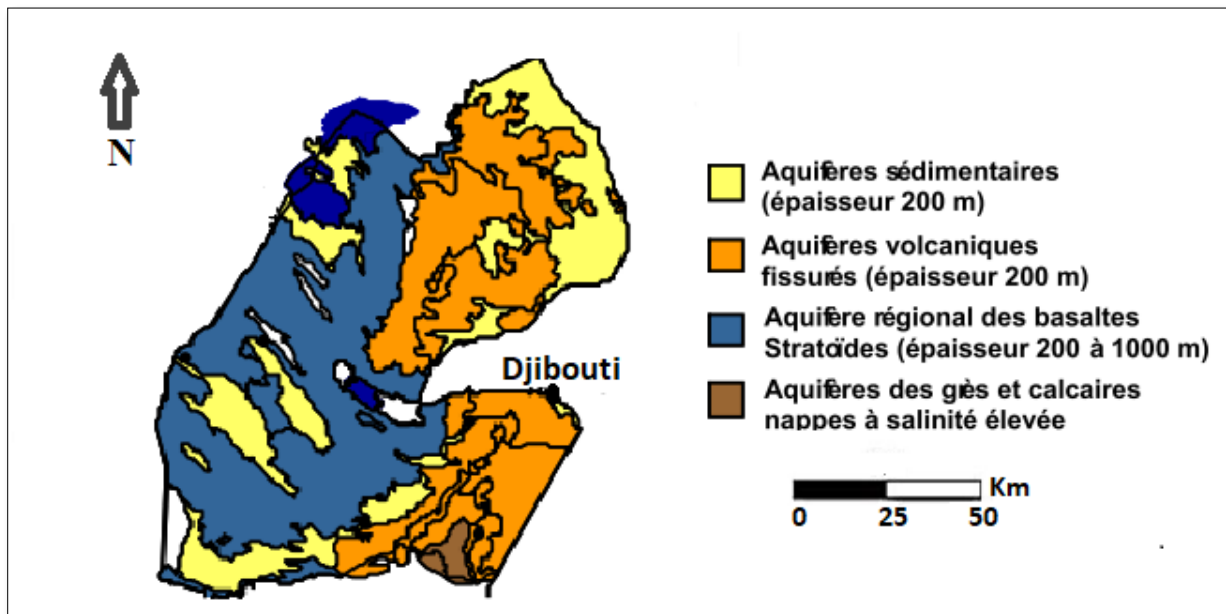 N
Djibouti
Aquifères sédimentaires
(épaisseur 200 m)
Aquifères volcaniques
fissurés (épaisseur 200 m)
Aquifère régional des basaltes
Stratoïdes (épaisseur 200 à 1000 m)
Aquifères des grès et calcaires
nappes à salinité élevée
Km
0 25 50